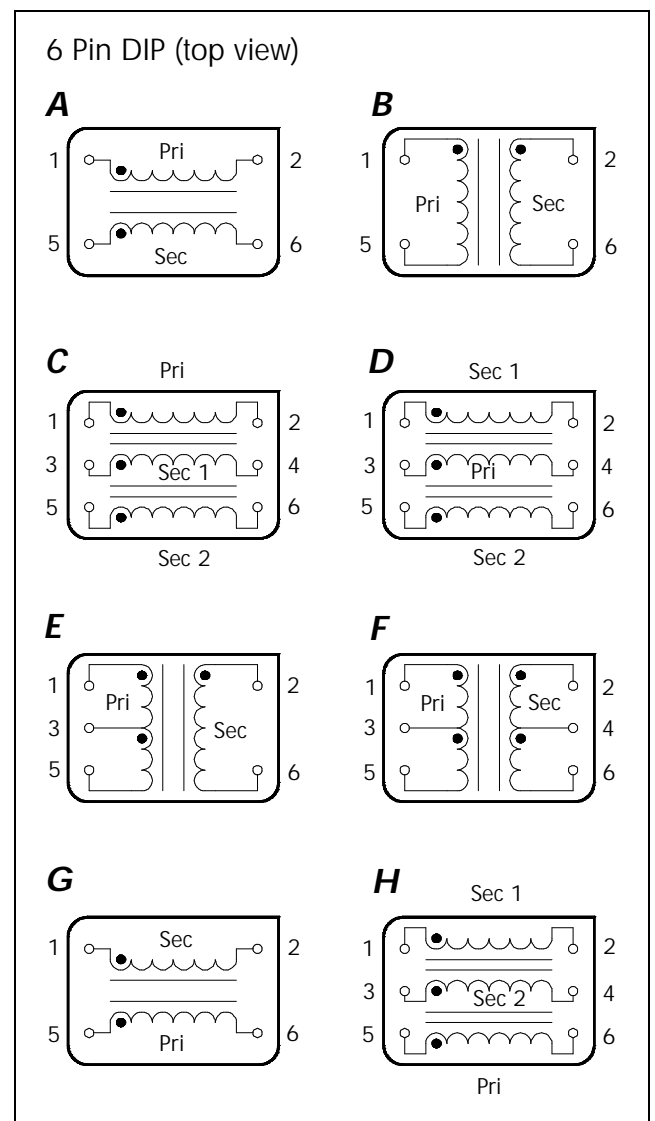 6 Pin DIP (top view)
A
B
1 Pri 2
5 Sec 6
1 2
Pri Sec
5 6
C
Pri
D
Sec 1
1 2
3 Sec 1 4
5 6
Sec 2
1 2
3 Pri 4
5 6
Sec 2
E
F
1 2
Pri
3 Sec
5 6
1 2
Pri Sec
3 4
5 6
G
H
Sec 1
1 Sec 2
5 Pri 6
1 2
3 Sec 2 4
5 6
Pri